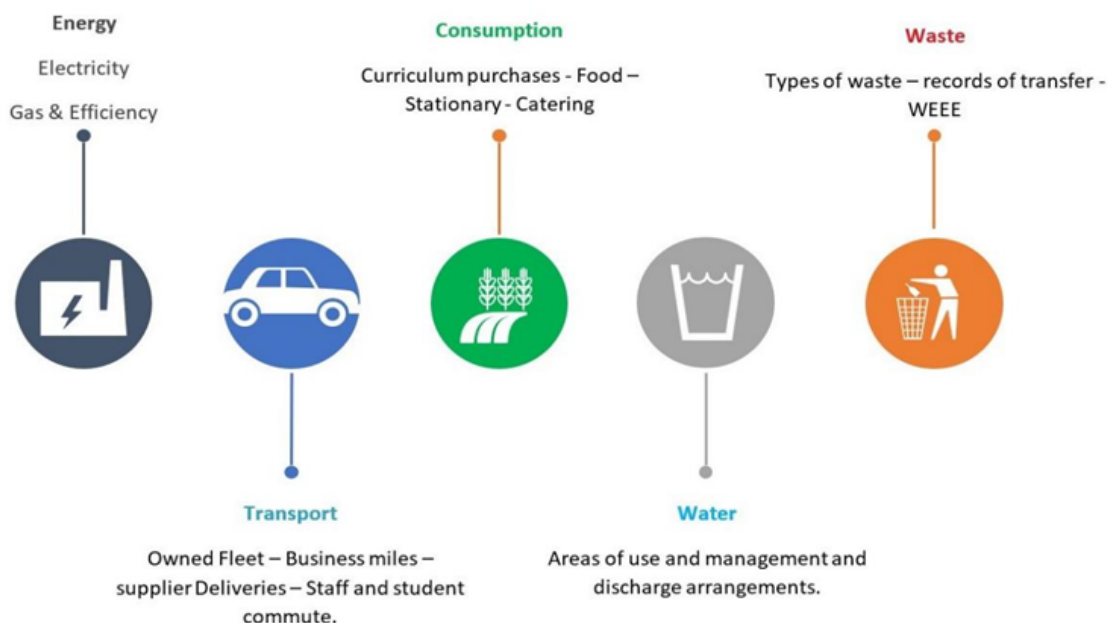 Energy
Electricity
Gas & Efficiency
Consumption
Curriculum purchases - Food –
Stationary - Catering
Waste
Types of waste – records of transfer -
WEEE
Transport
Owned Fleet – Business miles –
supplier Deliveries – Staff and student
commute.
Water
Areas of use and management and
discharge arrangements.